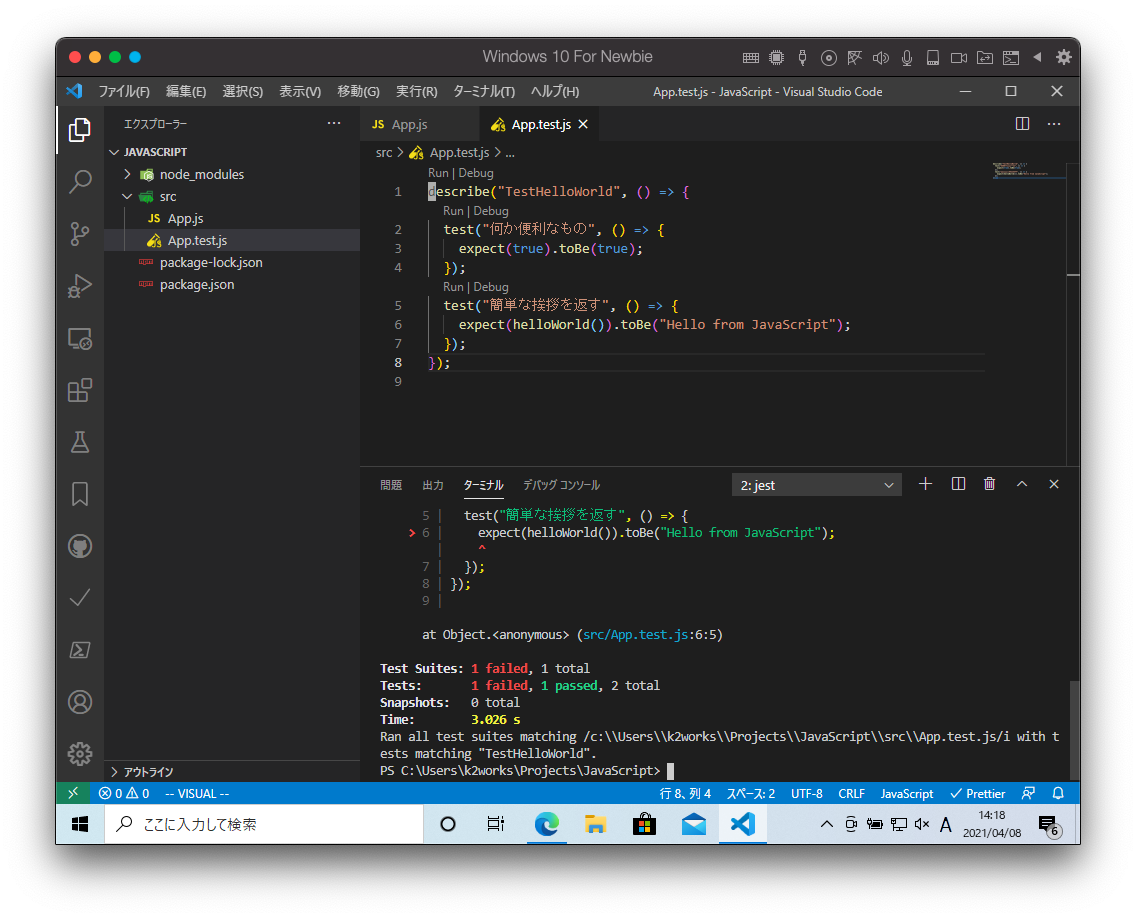 Windows 10 For Newbie
ファイル(F) 編集(E) 選択(S) 表示(V) 移動(G) 実行(R) ターミナル(T) ヘルプ(H) App.test.js - JavaScript - Visual Studio Code
エクスプローラー ···
JS App.js App.test.js
JAVASCRIPT
src > App.test.js > ...
node_modules
src
JS App.js
App.test.js
package-lock.json
package.json
Run | Debug
1 describe("TestHelloWorld", () => {
Run | Debug
2 test("何か便利なもの", () => {
3 expect(true).toBe(true);
4 });
Run | Debug
5 test("簡単な挨拶を返す", () => {
6 expect(helloWorld()).toBe("Hello from JavaScript");
7 });
8 });
9
問題 出力 ターミナル デバッグ コンソール 2: jest
5 | test("簡単な挨拶を返す", () => {
> 6 | expect(helloWorld()).toBe("Hello from JavaScript");
| ^
7 | });
8 | });
9 |
at Object.<anonymous> (src/App.test.js:6:5)
Test Suites: 1 failed, 1 total
Tests: 1 failed, 1 passed, 2 total
Snapshots: 0 total
Time: 3.026 s
Ran all test suites matching /c:\\Users\\k2works\\Projects\\JavaScript\\src\\App.test.js/i with t
ests matching "TestHelloWorld".
PS C:\Users\k2works\Projects\JavaScript>
アウトライン
0 0 -- VISUAL -- 行 8、列 4 スペース: 2 UTF-8 CRLF JavaScript Prettier
ここに入力して検索
A
14:18
2021/04/08
6